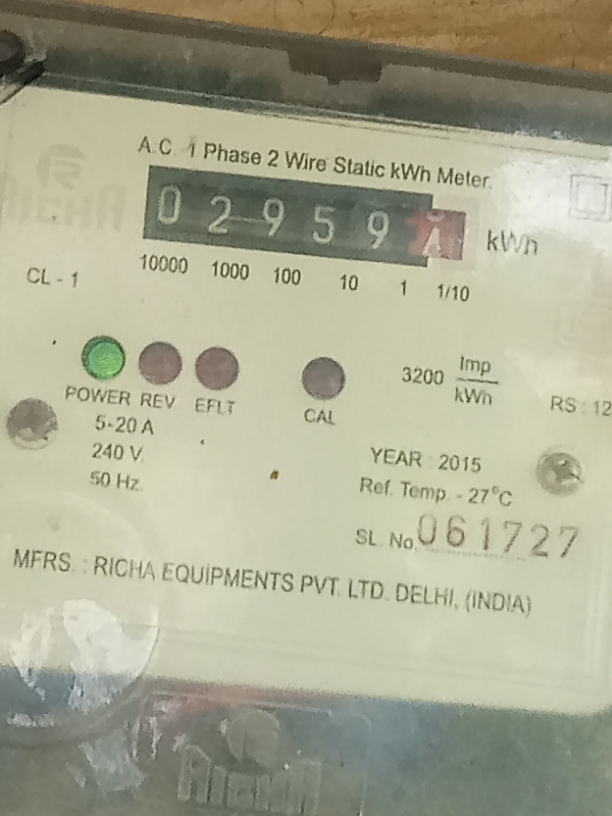 A.C. 1 Phase 2 Wire Static kWh Meter.
RICHA
0 2 9 5 9 kWh
10000 1000 100 10 1 1/10
CL - 1
3200 Imp/kWh
POWER REV EFLT CAL
RS : 12
5-20 A
240 V.
50 Hz.
YEAR : 2015
Ref. Temp. - 27°C
SL. No. 061727
MFRS. : RICHA EQUIPMENTS PVT. LTD. DELHI, (INDIA)
RICHA